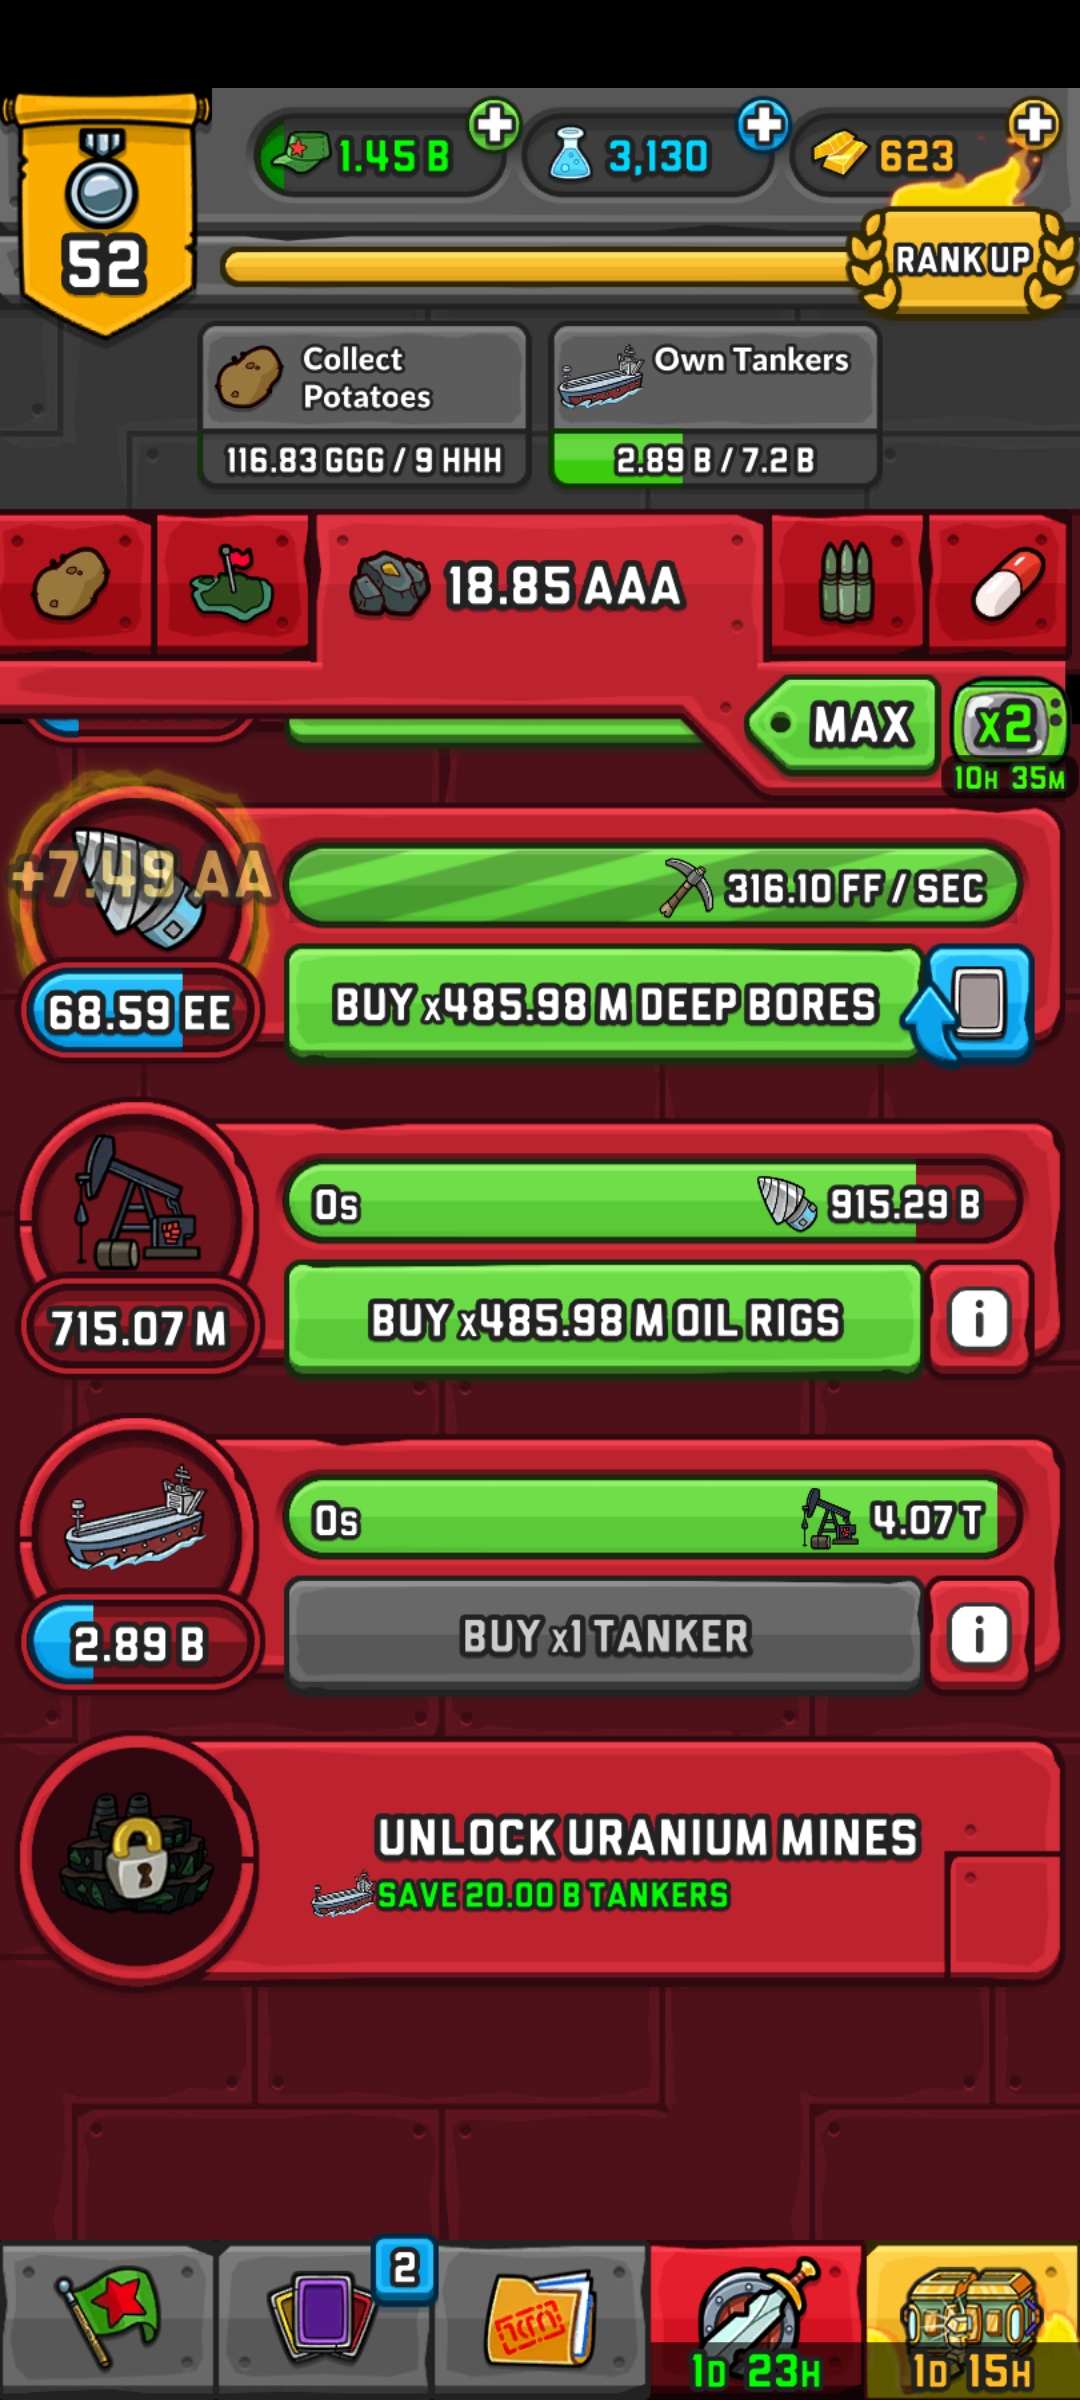 1.45 B
3,130
623
52
RANK UP
Collect
Potatoes
116.83 GGG / 9 HHH
Own Tankers
2.89 B / 7.2 B
18.85 AAA
MAX
x2
10H 35M
+7.49 AA
316.10 FF / SEC
68.59 EE
BUY x485.98 M DEEP BORES
0s
915.29 B
715.07 M
BUY x485.98 M OIL RIGS
i
0s
4.07 T
2.89 B
BUY x1 TANKER
i
UNLOCK URANIUM MINES
SAVE 20.00 B TANKERS
2
1D 23H
1D 15H